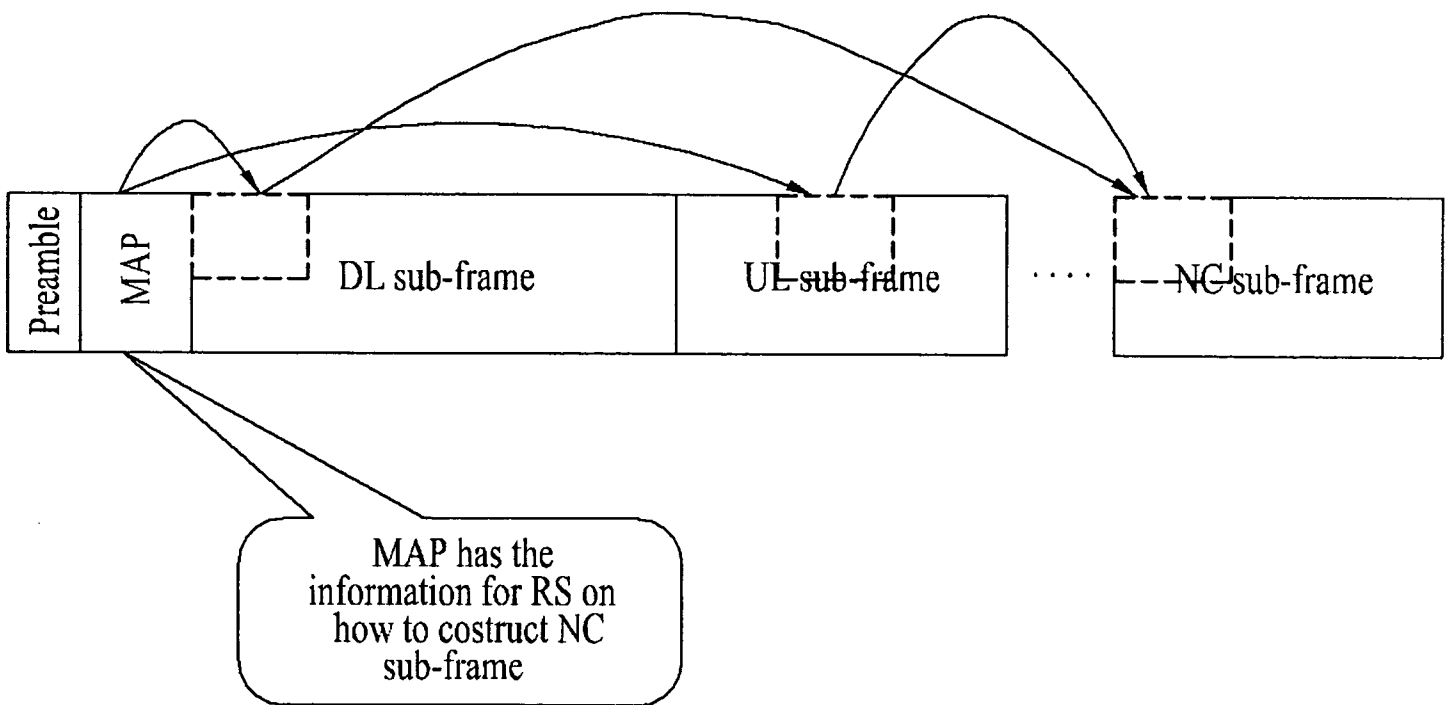 Preamble
MAP
DL sub-frame
UL sub-frame
. . . .
NC sub-frame
MAP has the
information for RS on
how to costruct NC
sub-frame